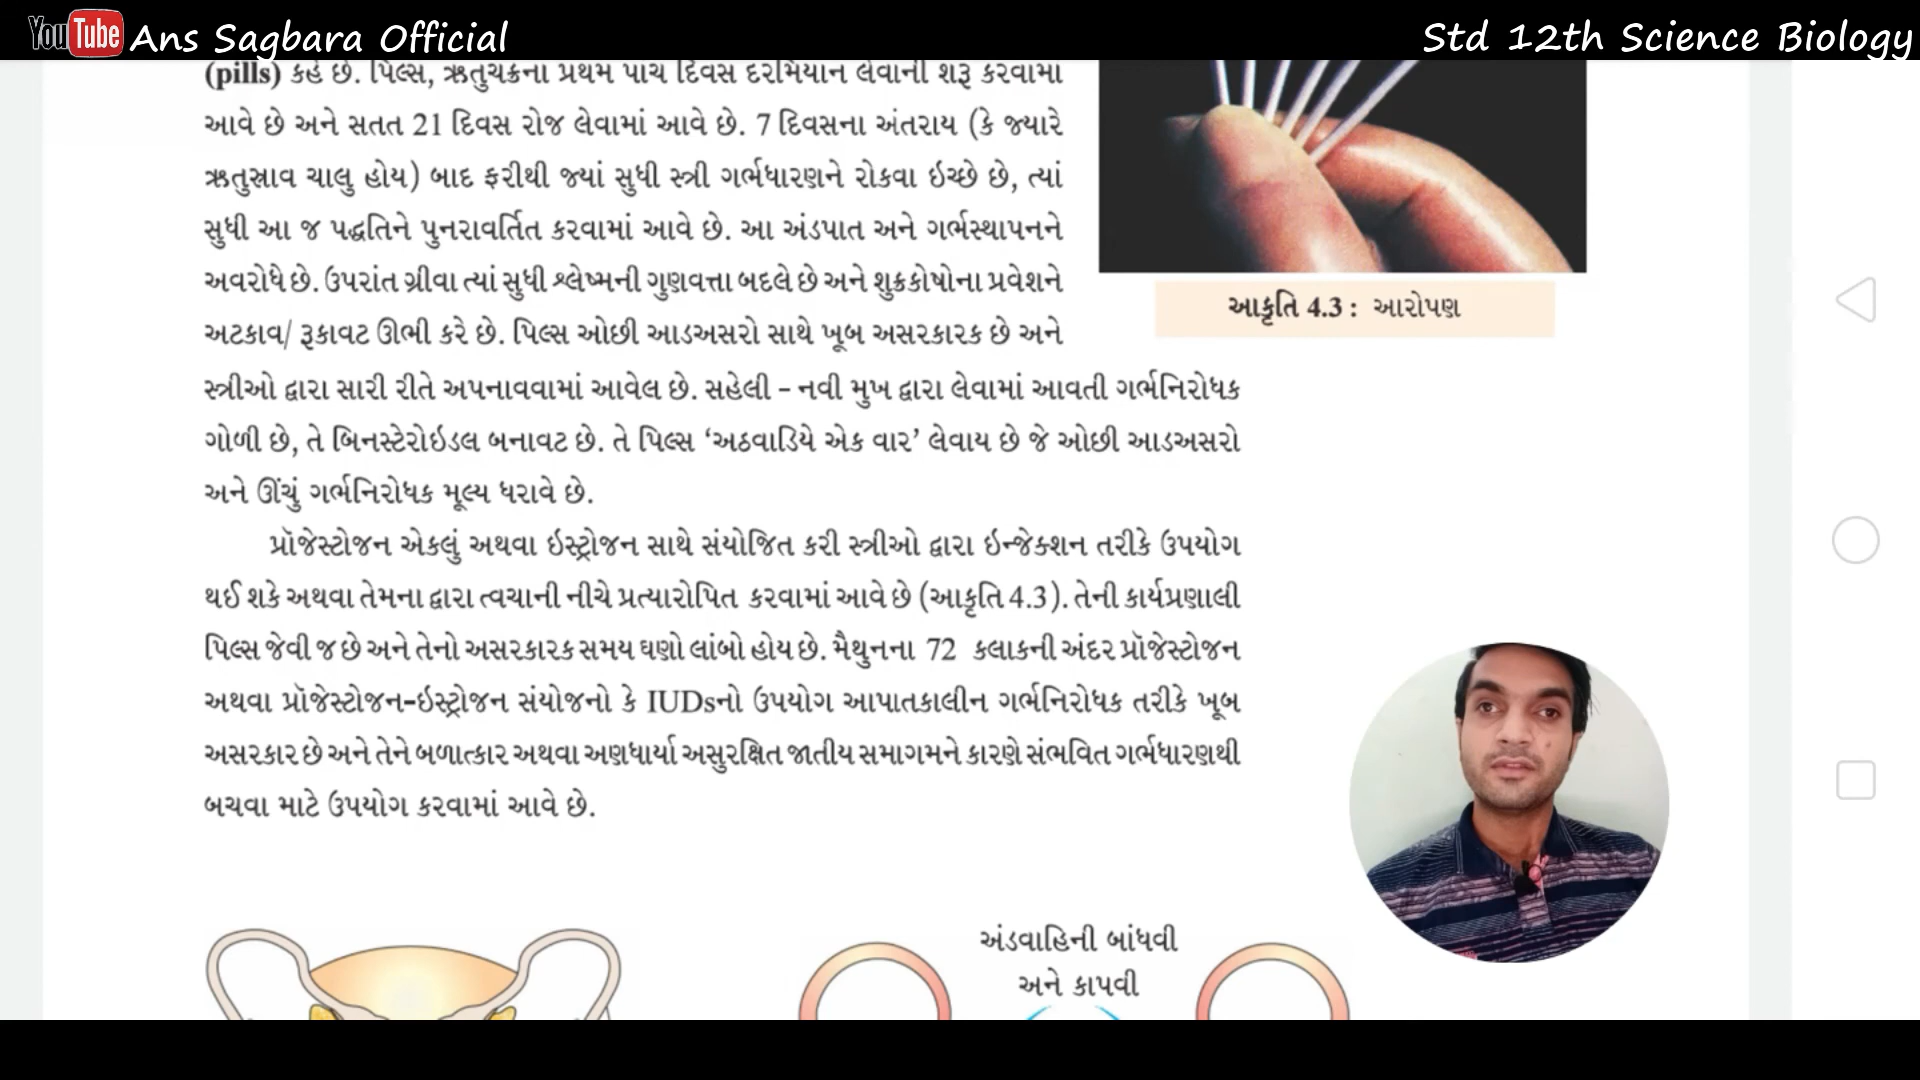 YouTube Ans Sagbara Official
Std 12th Science Biology
(pills) કહે છે. પિલ્સ, ઋતુચક્રના પ્રથમ પાંચ દિવસ દરમિયાન લેવાની શરૂ કરવામાં
આવે છે અને સતત 21 દિવસ રોજ લેવામાં આવે છે. 7 દિવસના અંતરાય (કે જ્યારે
ઋતુસ્રાવ ચાલુ હોય) બાદ ફરીથી જ્યાં સુધી સ્ત્રી ગર્ભધારણને રોકવા ઇચ્છે છે, ત્યાં
સુધી આ જ પદ્ધતિને પુનરાવર્તિત કરવામાં આવે છે. આ અંડપાત અને ગર્ભસ્થાપનને
અવરોધે છે. ઉપરાંત ગ્રીવા ત્યાં સુધી શ્લેષ્મની ગુણવત્તા બદલે છે અને શુક્રકોષોના પ્રવેશને
અટકાવ/ રૂકાવટ ઊભી કરે છે. પિલ્સ ઓછી આડઅસરો સાથે ખૂબ અસરકારક છે અને
સ્ત્રીઓ દ્વારા સારી રીતે અપનાવવામાં આવેલ છે. સહેલી – નવી મુખ દ્વારા લેવામાં આવતી ગર્ભનિરોધક
ગોળી છે, તે બિનસ્ટેરોઇડલ બનાવટ છે. તે પિલ્સ ‘અઠવાડિયે એક વાર’ લેવાય છે જે ઓછી આડઅસરો
અને ઊંચું ગર્ભનિરોધક મૂલ્ય ધરાવે છે.
આકૃતિ 4.3 : આરોપણ
પ્રૉજેસ્ટોજન એકલું અથવા ઇસ્ટ્રોજન સાથે સંયોજિત કરી સ્ત્રીઓ દ્વારા ઇન્જેક્શન તરીકે ઉપયોગ
થઈ શકે અથવા તેમના દ્વારા ત્વચાની નીચે પ્રત્યારોપિત કરવામાં આવે છે (આકૃતિ 4.3). તેની કાર્યપ્રણાલી
પિલ્સ જેવી જ છે અને તેનો અસરકારક સમય ઘણો લાંબો હોય છે. મૈથુનના 72 કલાકની અંદર પ્રૉજેસ્ટોજન
અથવા પ્રૉજેસ્ટોજન-ઇસ્ટ્રોજન સંયોજનો કે IUDsનો ઉપયોગ આપાતકાલીન ગર્ભનિરોધક તરીકે ખૂબ
અસરકાર છે અને તેને બળાત્કાર અથવા અણધાર્યા અસુરક્ષિત જાતીય સમાગમને કારણે સંભવિત ગર્ભધારણથી
બચવા માટે ઉપયોગ કરવામાં આવે છે.
અંડવાહિની બાંધવી
અને કાપવી